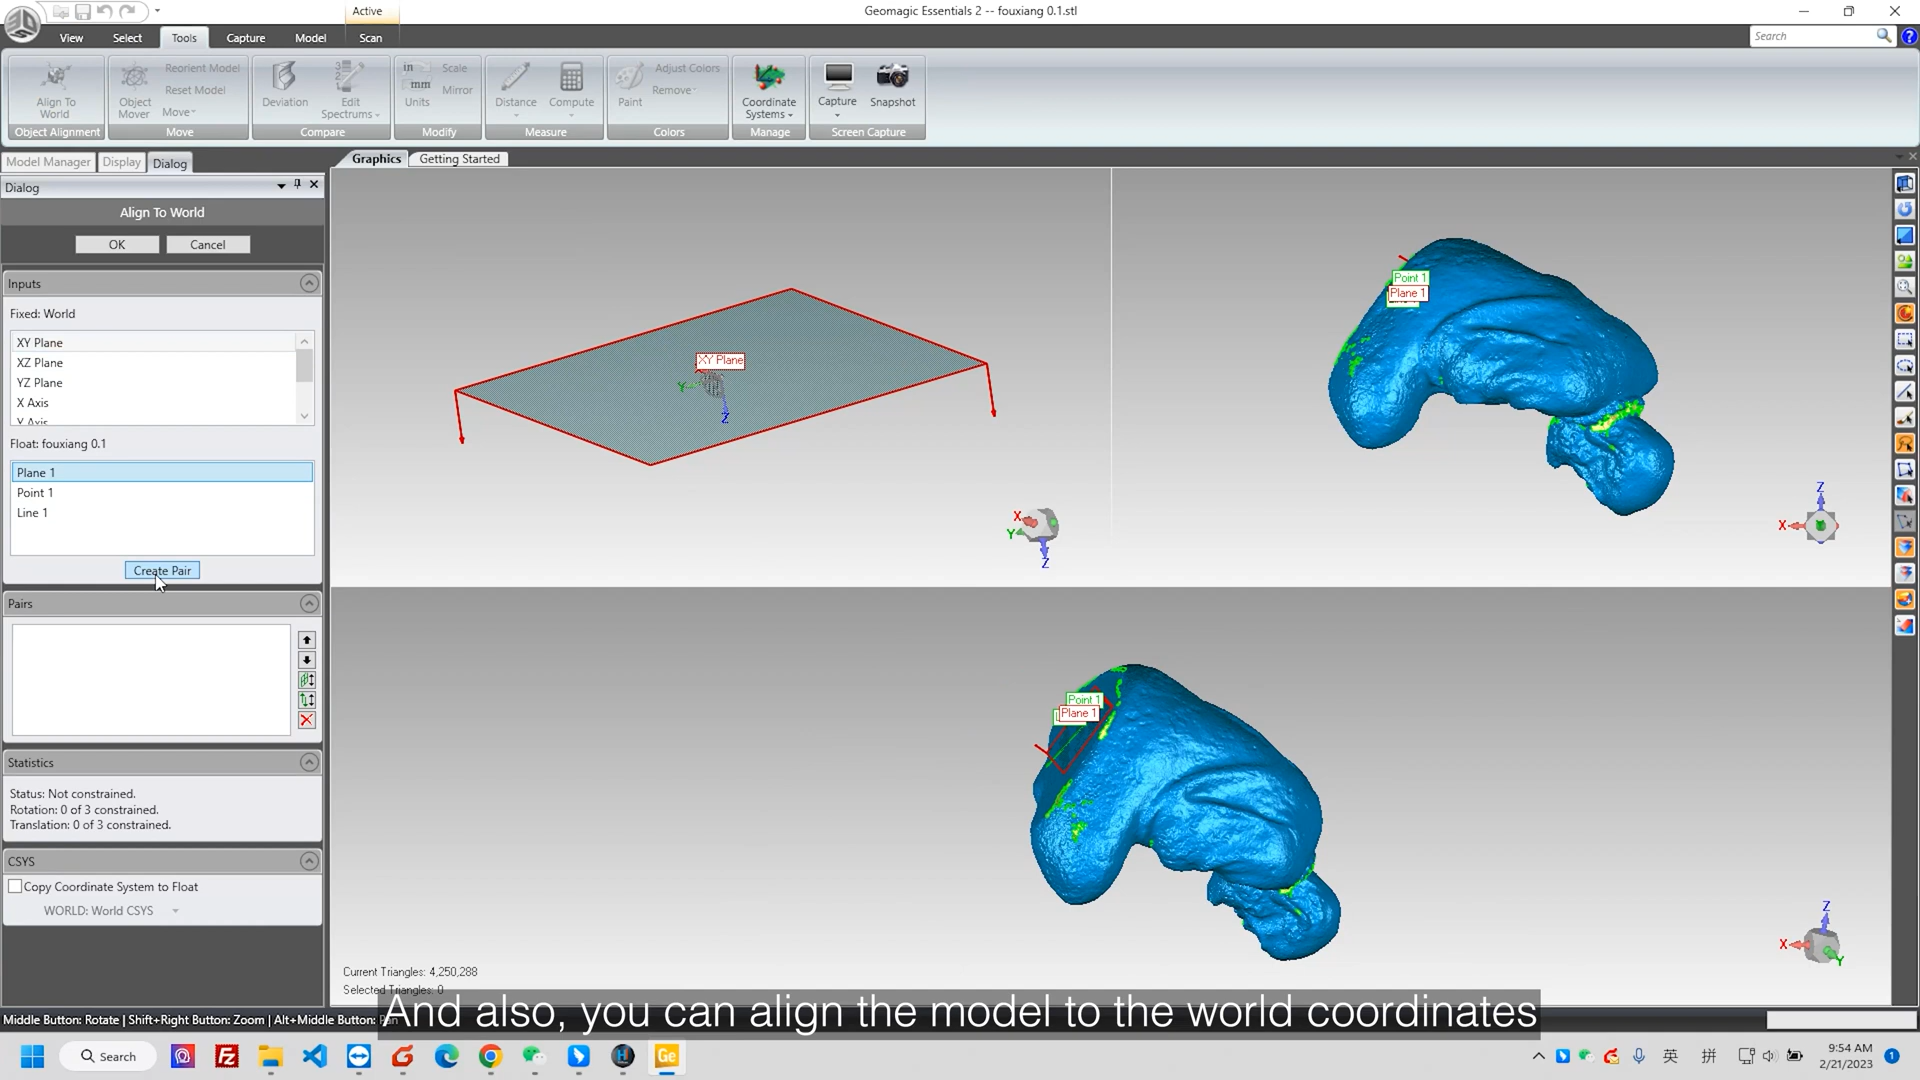 Active
Geomagic Essentials 2 -- fouxiang 0.1.stl
View Select Tools Capture Model Scan
Search
Align To World
Object Alignment
Object Mover
Reorient Model
Reset Model
Move
Move
Deviation
Edit Spectrums
Compare
in
mm
Units
Scale
Mirror
Modify
Distance
Compute
Measure
Paint
Adjust Colors
Remove
Colors
Coordinate Systems
Manage
Capture
Snapshot
Screen Capture
Model Manager Display Dialog
Graphics Getting Started
Dialog
Align To World
OK Cancel
Inputs
Fixed: World
XY Plane
XZ Plane
YZ Plane
X Axis
Y Axis
Float: fouxiang 0.1
Plane 1
Point 1
Line 1
Create Pair
Pairs
Statistics
Status: Not constrained.
Rotation: 0 of 3 constrained.
Translation: 0 of 3 constrained.
CSYS
Copy Coordinate System to Float
WORLD: World CSYS
XY Plane
Y
Z
X
Y
Z
Point 1
Plane 1
Z
X
Point 1
Plane 1
Z
X
Y
Current Triangles: 4,250,288
Selected Triangles: 0
Middle Button: Rotate | Shift+Right Button: Zoom | Alt+Middle Button:
And also, you can align the model to the world coordinates
Search
Ge
英
拼
9:54 AM
2/21/2023
1